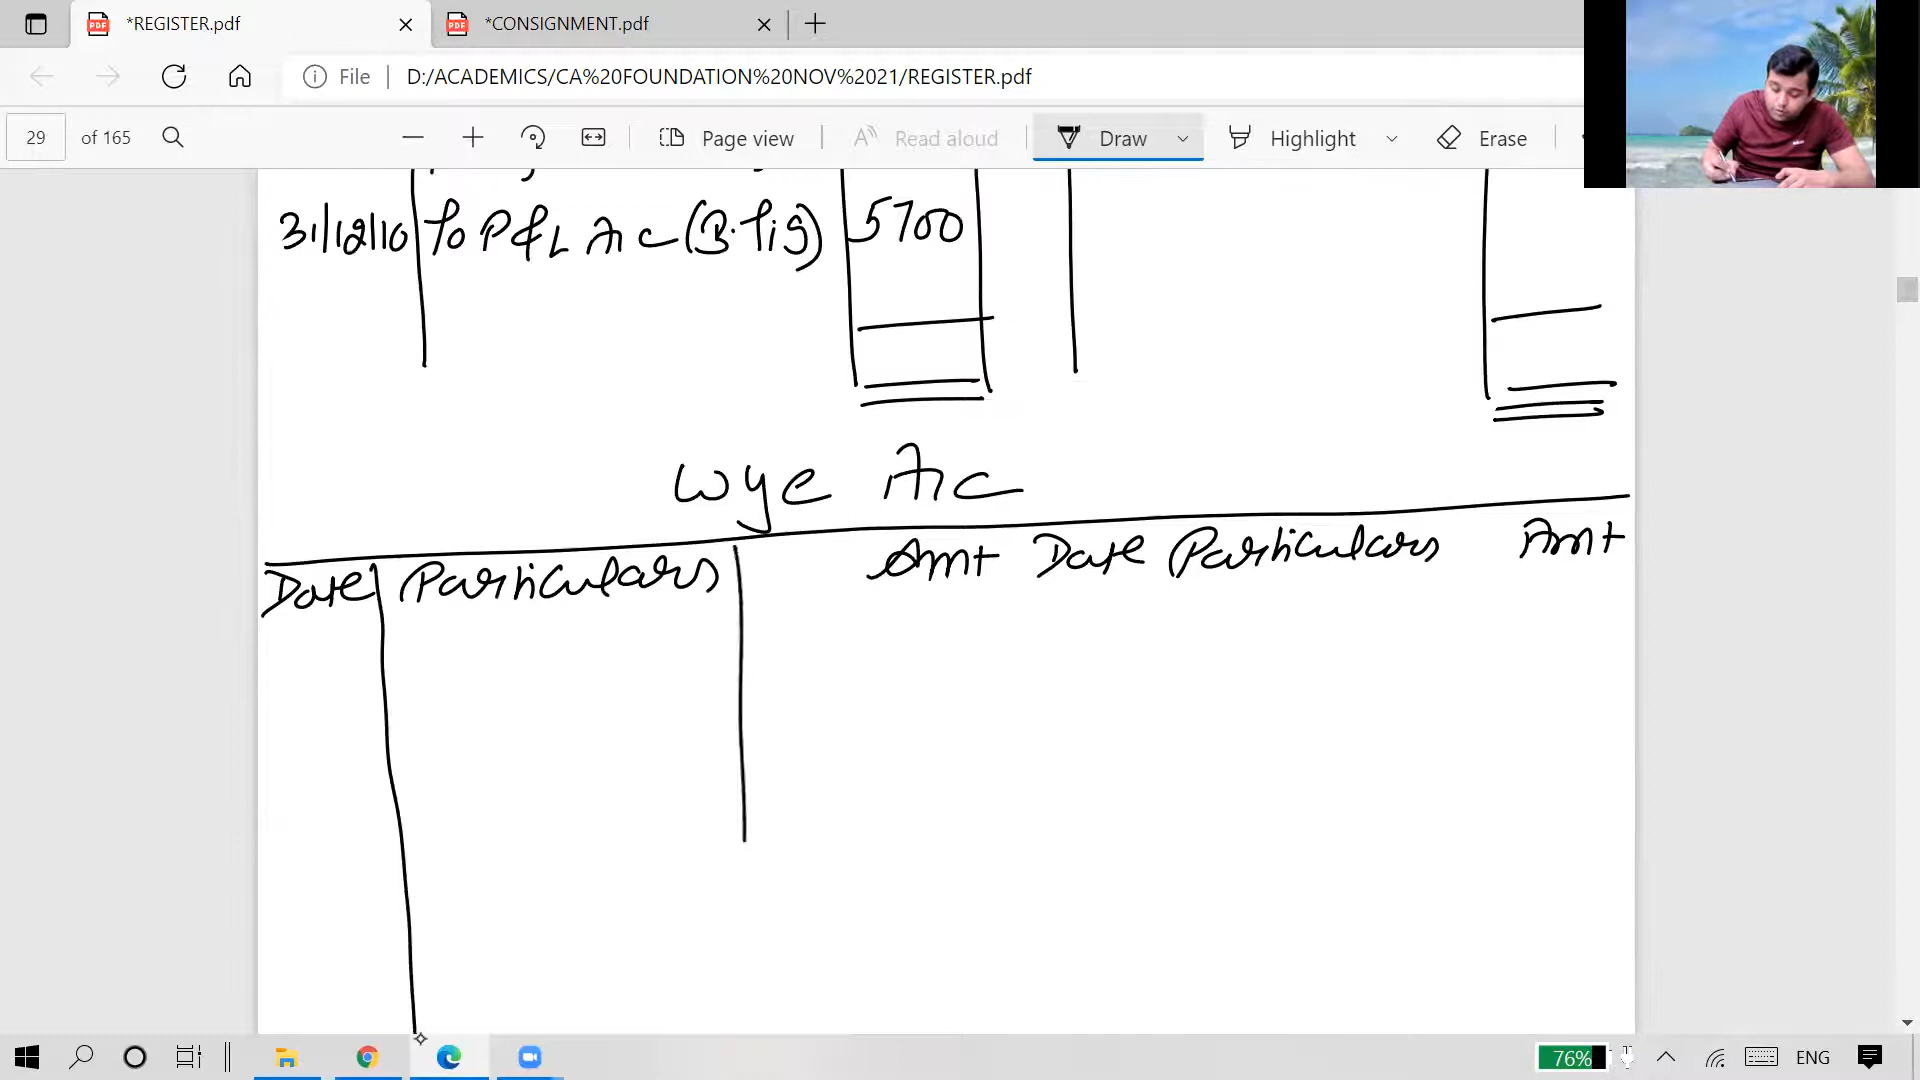 *REGISTER.pdf
*CONSIGNMENT.pdf
File
D:/ACADEMICS/CA%20FOUNDATION%20NOV%2021/REGISTER.pdf
29 of 165
Page view
Read aloud
Draw
Highlight
Erase
31/12/10 To P&L A/c (B.fig) 5700
Wye A/c
Date Particulars Amt Date Particulars Amt
76%
ENG